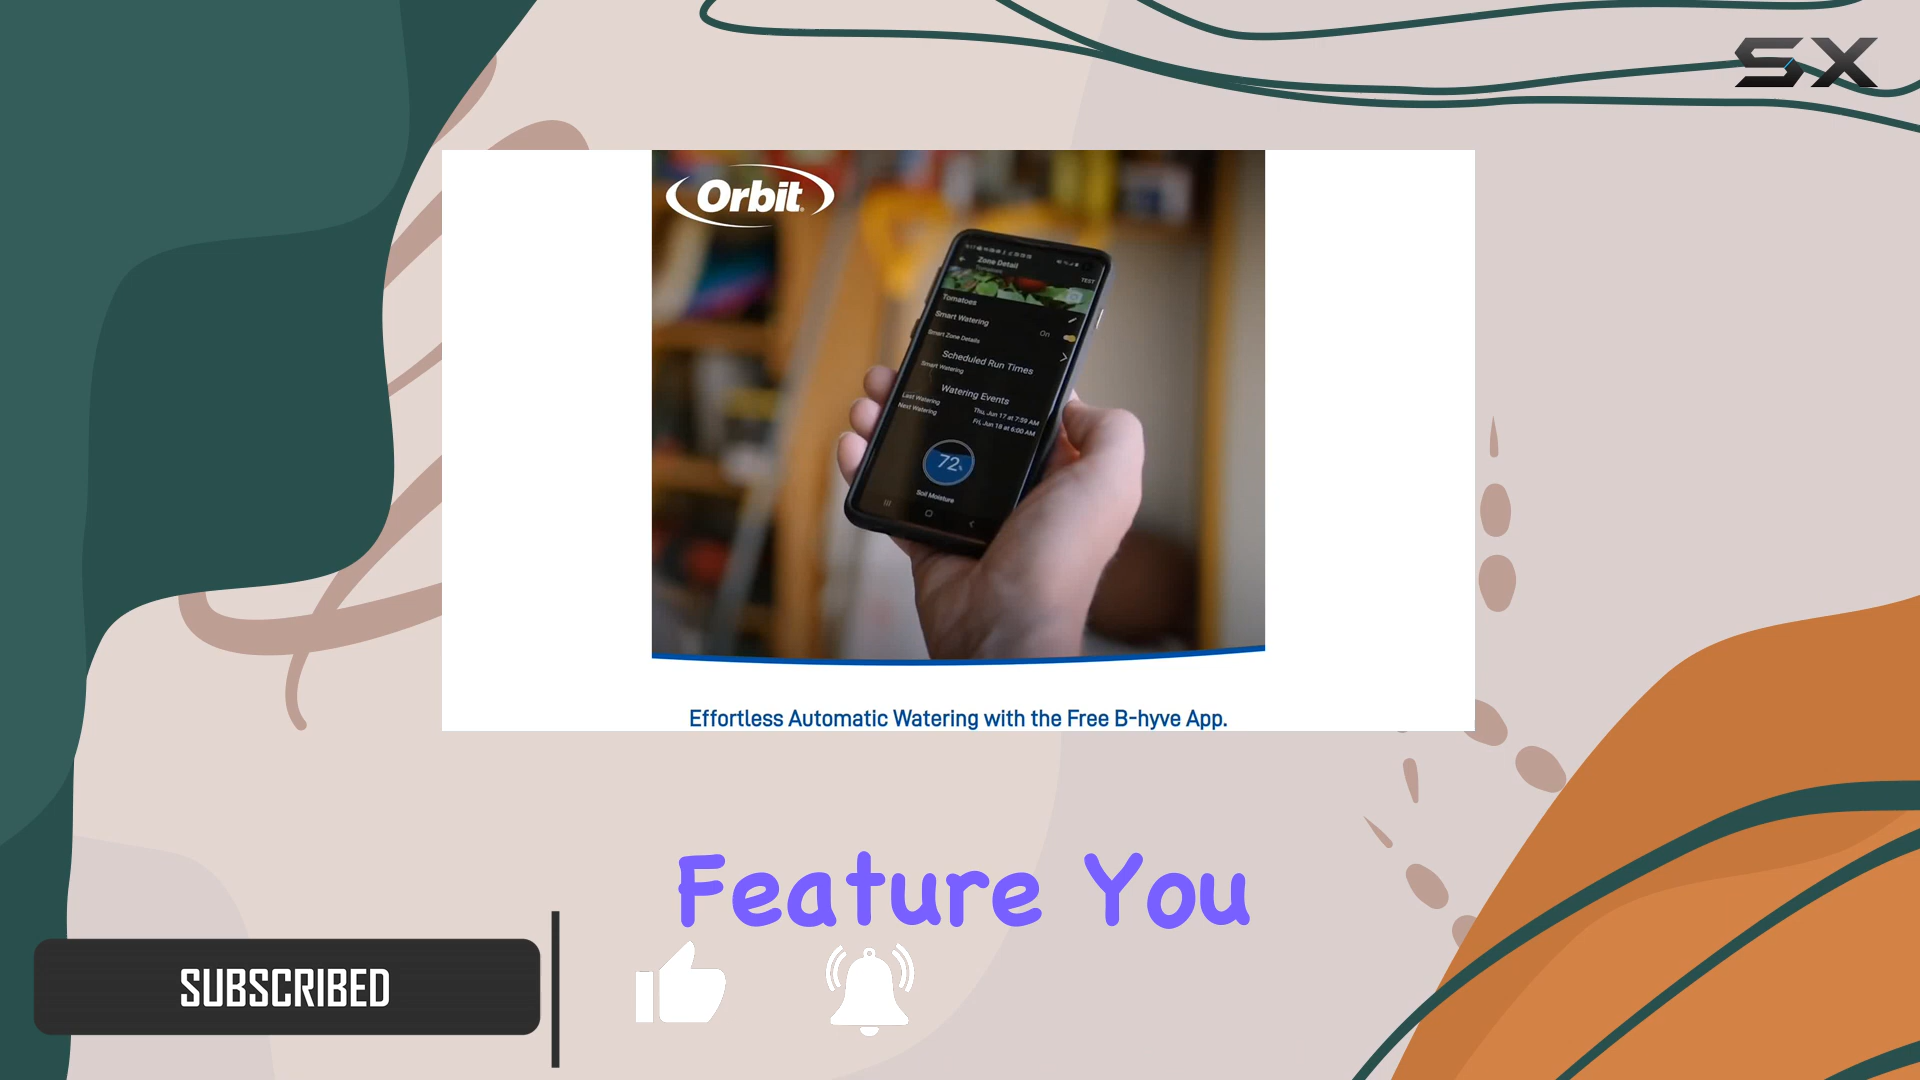 SX
Orbit
Zone Detail
TEST
Tomatoes
Smart Watering
On
Smart Zone Details
Scheduled Run Times
Smart Watering
Watering Events
Last Watering Thu, Jun 17 at 7:59 AM
Next Watering Fri, Jun 18 at 6:00 AM
72%
Soil Moisture
Effortless Automatic Watering with the Free B-hyve App.
Feature You
SUBSCRIBED